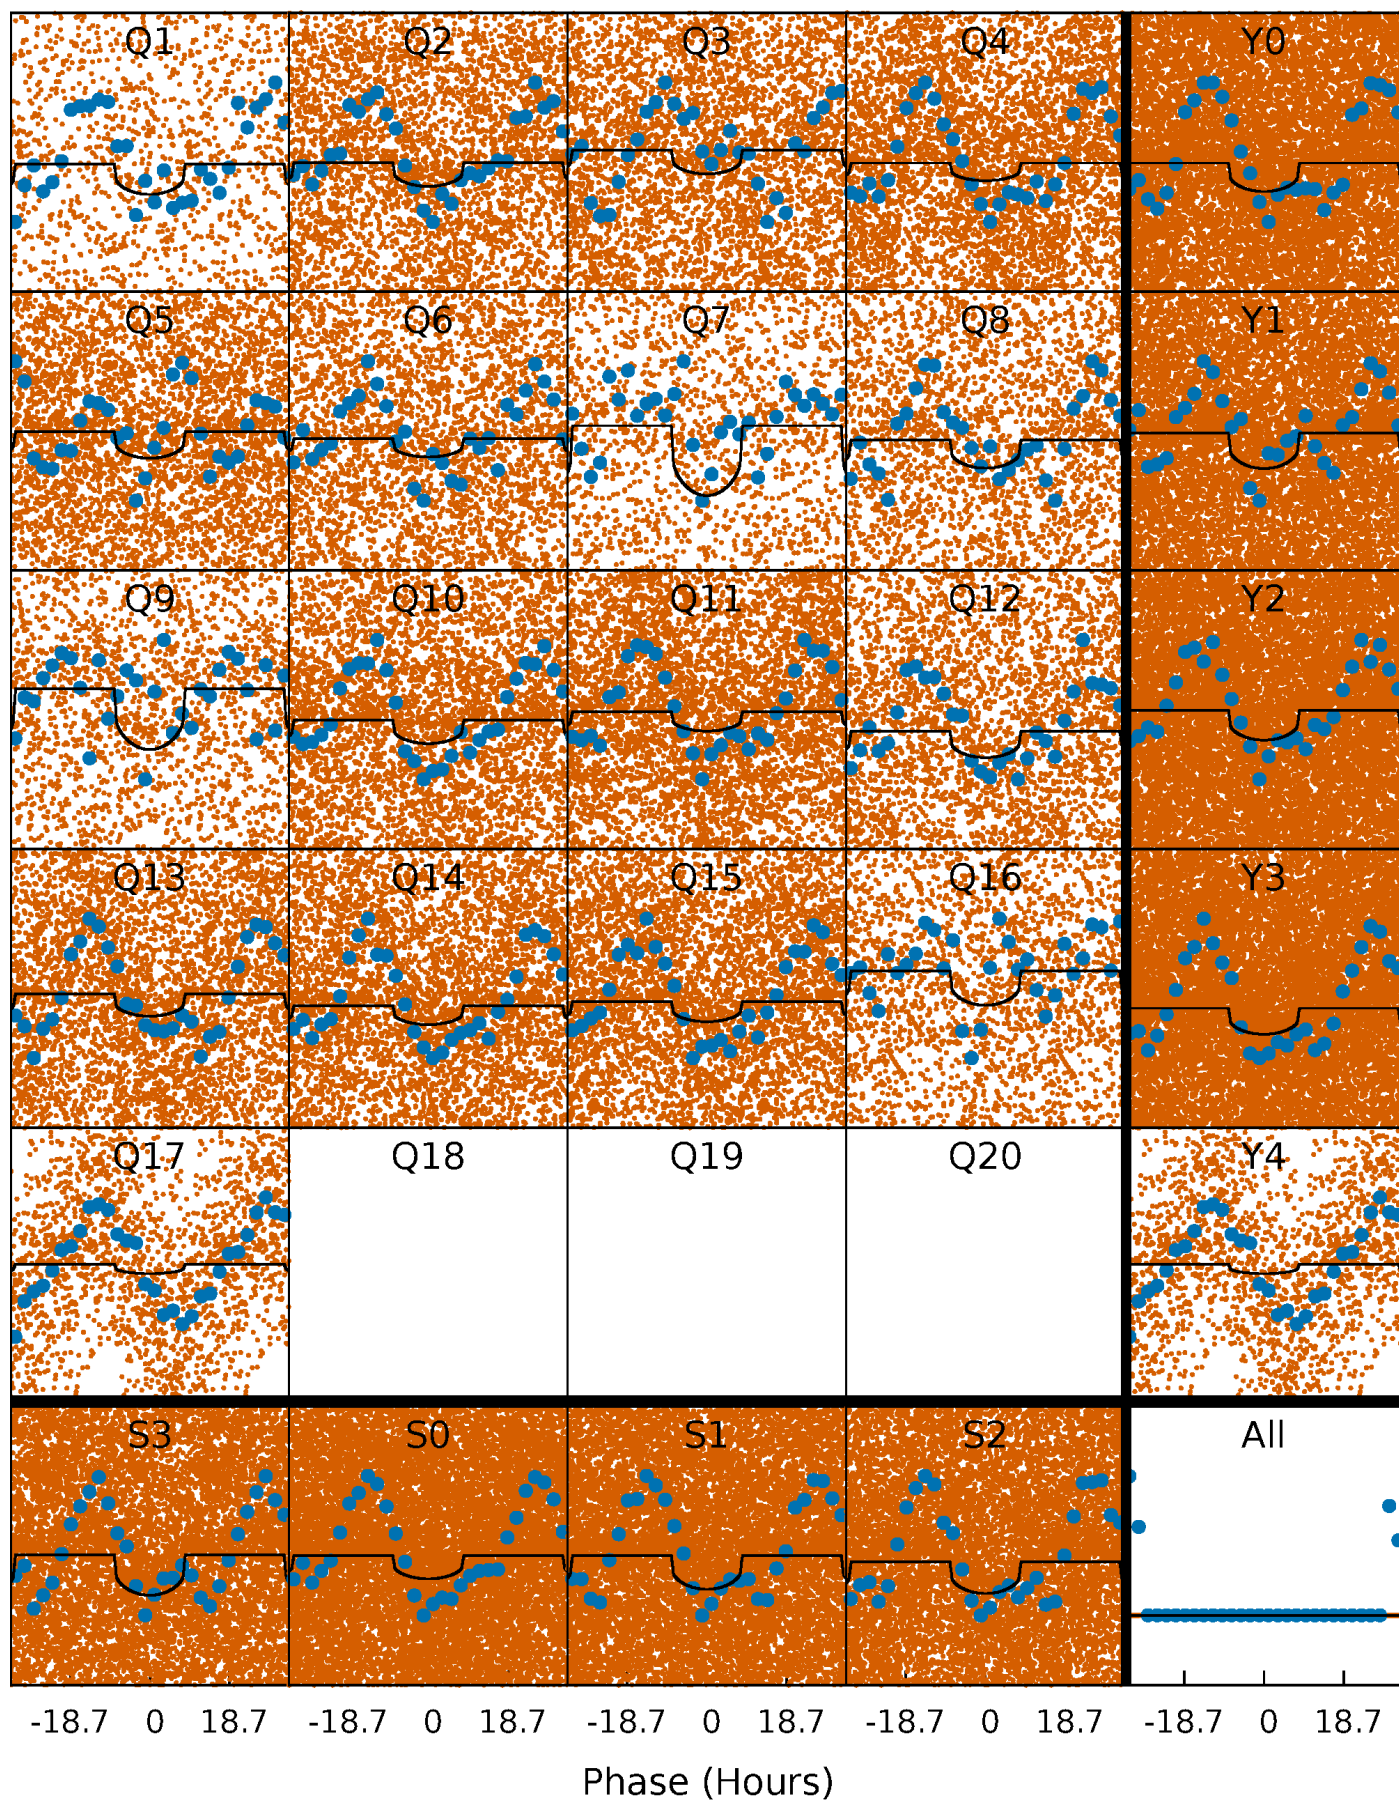 Q1 Q2 Q3 Q4 Y0
Q5 Q6 Q7 Q8 Y1
Q9 Q10 Q11 Q12 Y2
Q13 Q14 Q15 Q16 Y3
Q17 Q18 Q19 Q20 Y4
S3 S0 S1 S2 All
-18.7 0 18.7 -18.7 0 18.7 -18.7 0 18.7 -18.7 0 18.7 -18.7 0 18.7
Phase (Hours)